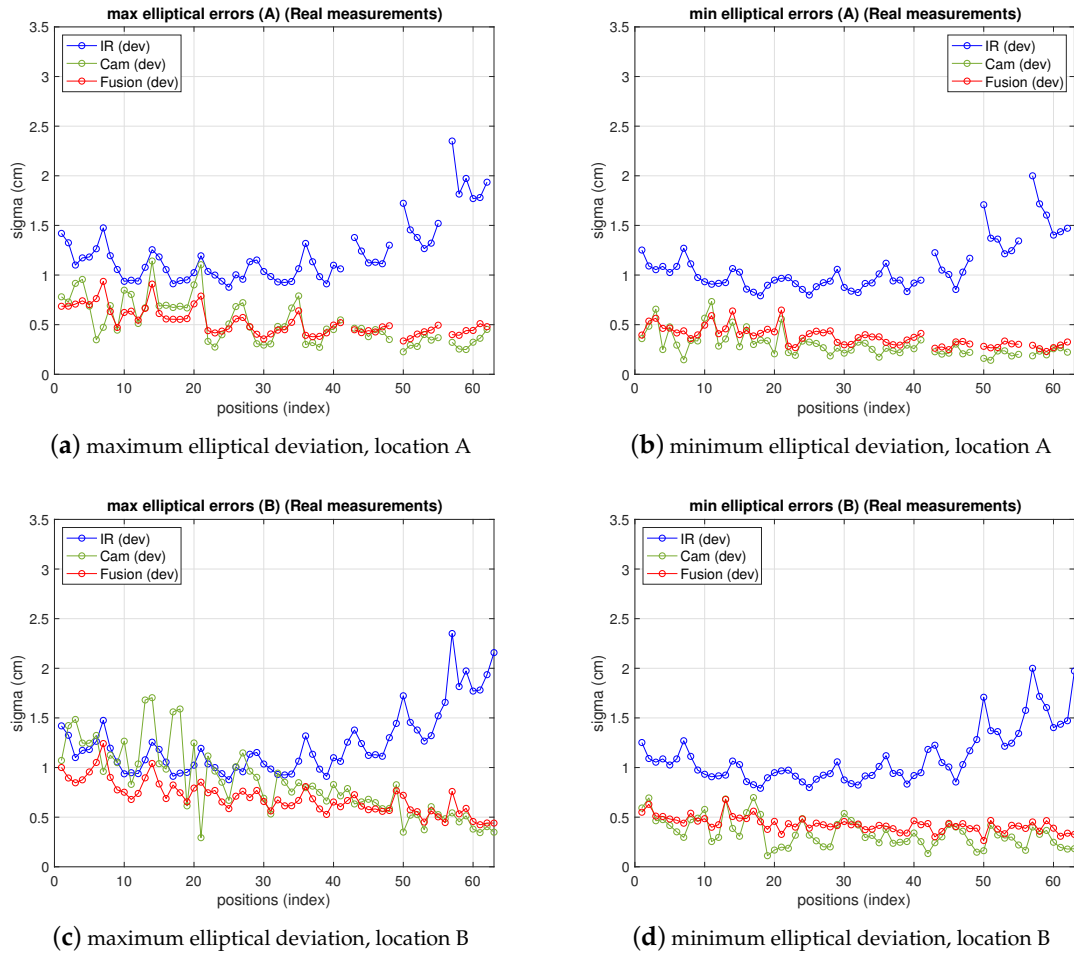 max elliptical errors (A) (Real measurements)
3.5
3
2.5
2
1.5
1
0.5
0
sigma (cm)
IR (dev)
Cam (dev)
Fusion (dev)
0 10 20 30 40 50 60
positions (index)
(a) maximum elliptical deviation, location A
min elliptical errors (A) (Real measurements)
3.5
3
2.5
2
1.5
1
0.5
0
sigma (cm)
IR (dev)
Cam (dev)
Fusion (dev)
0 10 20 30 40 50 60
positions (index)
(b) minimum elliptical deviation, location A
max elliptical errors (B) (Real measurements)
3.5
3
2.5
2
1.5
1
0.5
0
sigma (cm)
IR (dev)
Cam (dev)
Fusion (dev)
0 10 20 30 40 50 60
positions (index)
(c) maximum elliptical deviation, location B
min elliptical errors (B) (Real measurements)
3.5
3
2.5
2
1.5
1
0.5
0
sigma (cm)
IR (dev)
Cam (dev)
Fusion (dev)
0 10 20 30 40 50 60
positions (index)
(d) minimum elliptical deviation, location B